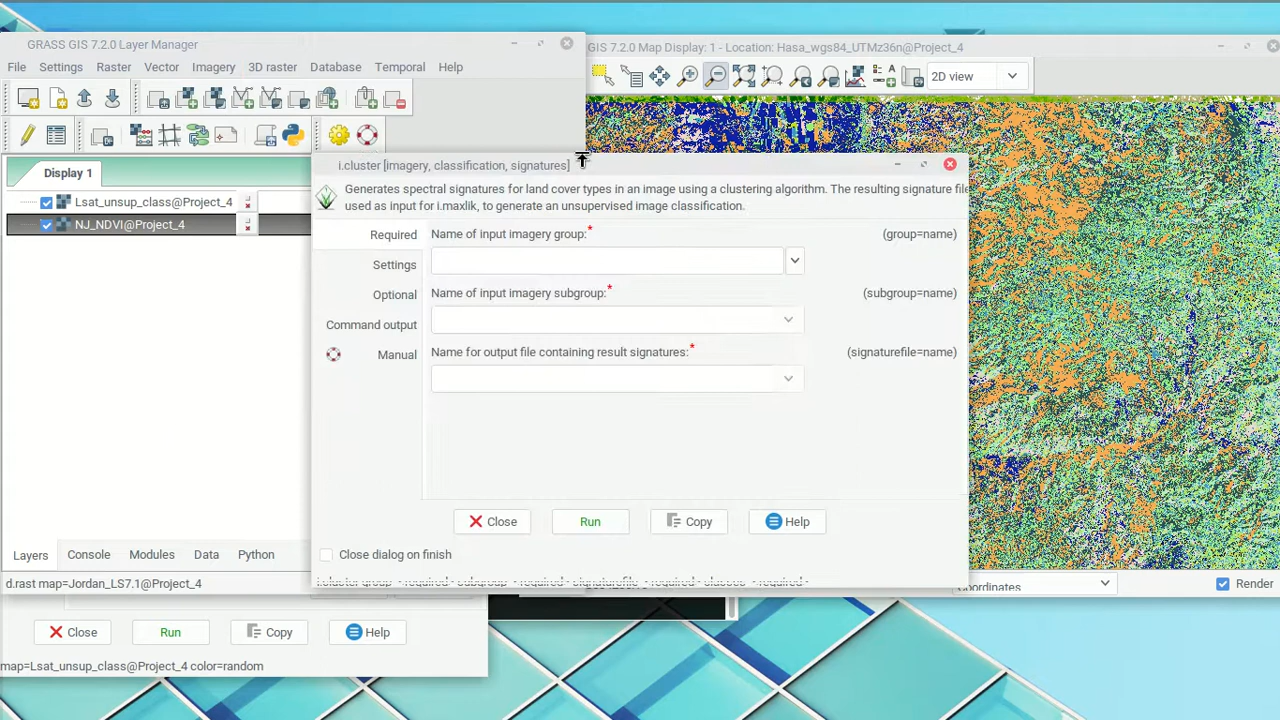 GRASS GIS 7.2.0 Layer Manager
GIS 7.2.0 Map Display: 1 - Location: Hasa_wgs84_UTMz36n@Project_4
File Settings Raster Vector Imagery 3D raster Database Temporal Help
2D view
i.cluster [imagery, classification, signatures]
Display 1
Generates spectral signatures for land cover types in an image using a clustering algorithm. The resulting signature file
used as input for i.maxlik, to generate an unsupervised image classification.
Lsat_unsup_class@Project_4
NJ_NDVI@Project_4
Required
Name of input imagery group:* (group=name)
Settings
Optional
Name of input imagery subgroup:* (subgroup=name)
Command output
Manual
Name for output file containing result signatures:* (signaturefile=name)
Close Run Copy Help
Layers Console Modules Data Python
Close dialog on finish
d.rast map=Jordan_LS7.1@Project_4
Coordinates
Render
Close Run Copy Help
map=Lsat_unsup_class@Project_4 color=random